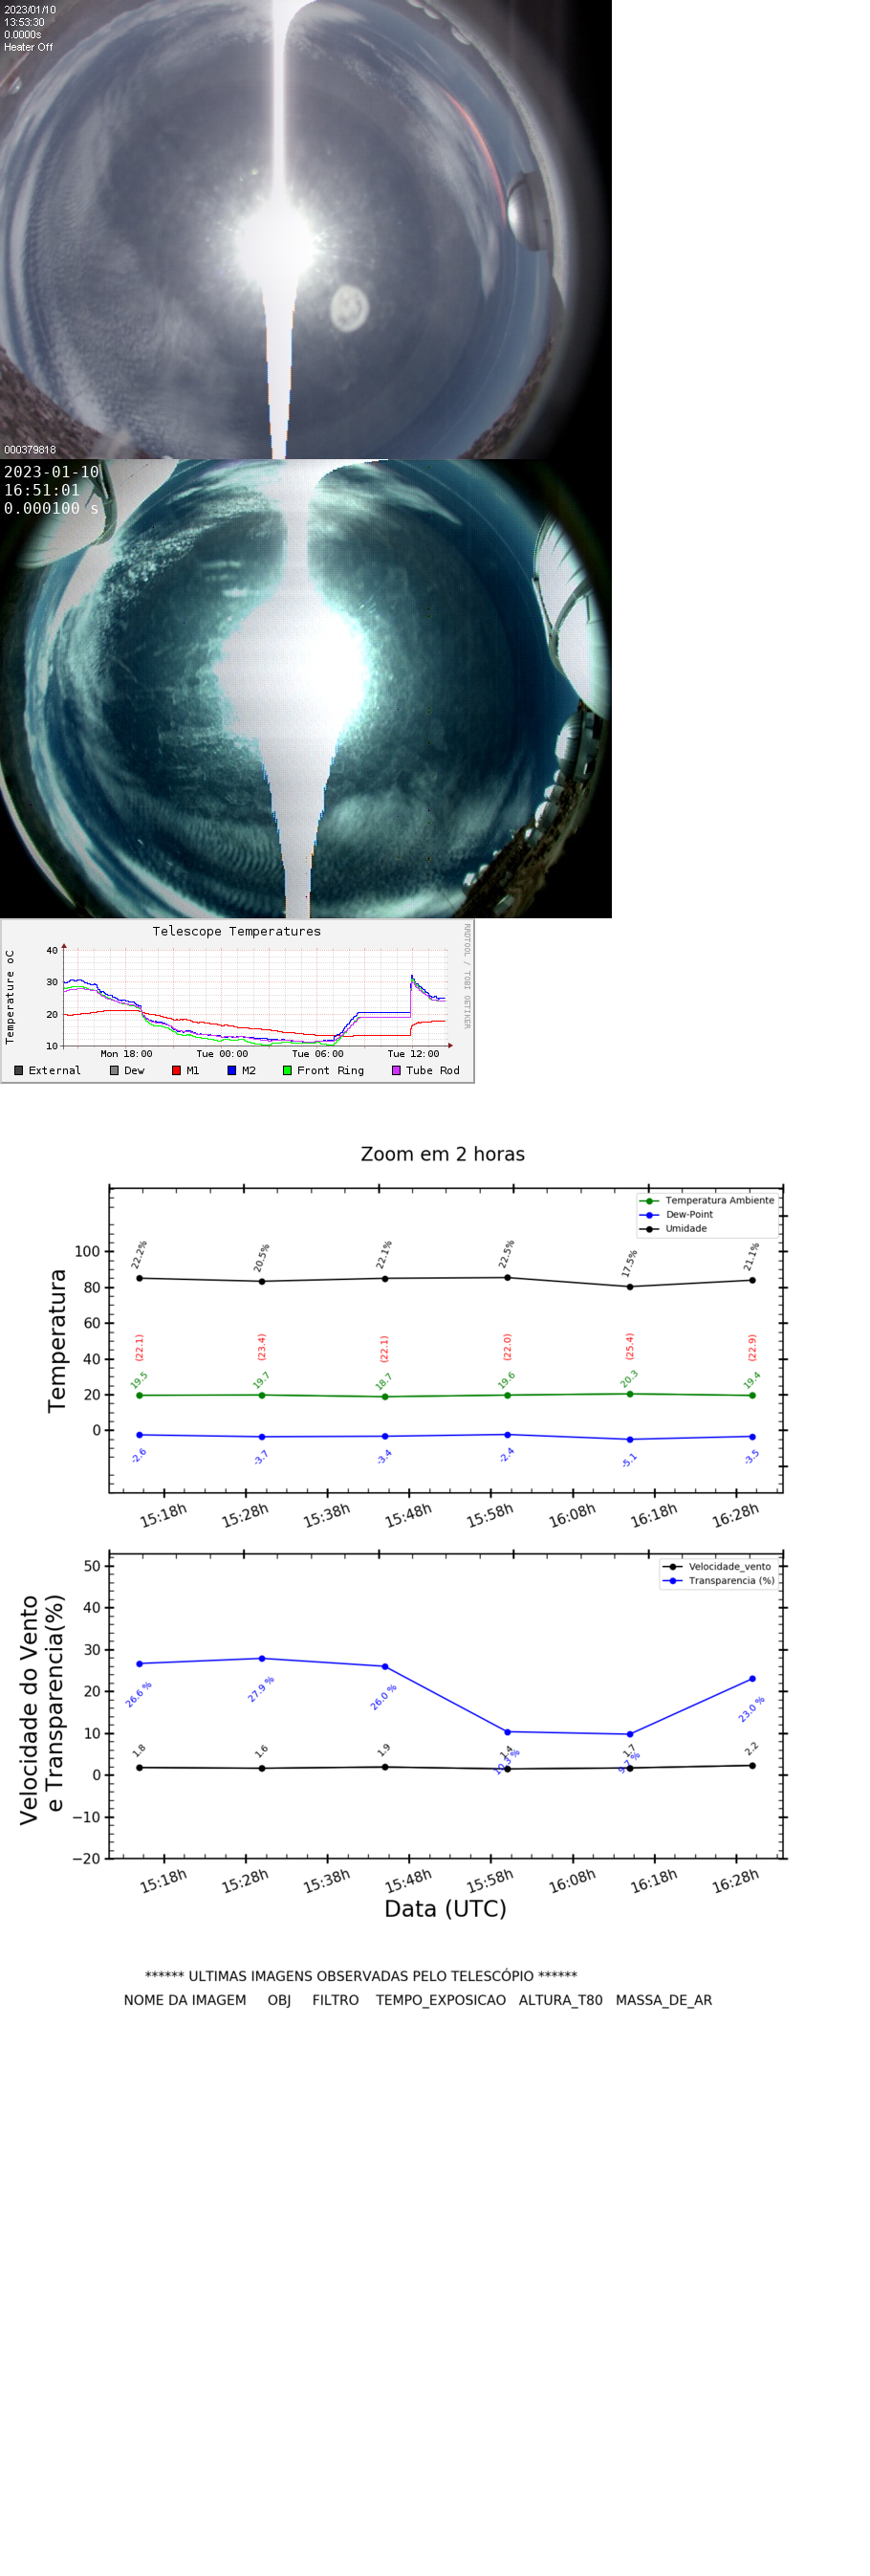 2023/01/10
13:53:30
0.0000s
Heater Off
000379818
2023-01-10
16:51:01
0.000100 s
Telescope Temperatures
RRDTOOL / TOBI OETIKER
Temperature oC
40
30
20
10
Mon 18:00 Tue 00:00 Tue 06:00 Tue 12:00
External Dew M1 M2 Front Ring Tube Rod
Zoom em 2 horas
Temperatura Ambiente
Dew-Point
Umidade
Temperatura
100
80
60
40
20
0
22.2% 20.5% 22.1% 22.5% 17.5% 21.1%
(22.1) (23.4) (22.1) (22.0) (25.4) (22.9)
19.5 19.7 18.7 19.6 20.3 19.4
-2.6 -3.7 -3.4 -2.4 -5.1 -3.5
15:18h 15:28h 15:38h 15:48h 15:58h 16:08h 16:18h 16:28h
Velocidade_vento
Transparencia (%)
Velocidade do Vento
e Transparencia(%)
50
40
30
20
10
0
−10
−20
26.6 % 27.9 % 26.0 % 10.3 % 9.7 % 23.0 %
1.8 1.6 1.9 1.4 1.7 2.2
15:18h 15:28h 15:38h 15:48h 15:58h 16:08h 16:18h 16:28h
Data (UTC)
****** ULTIMAS IMAGENS OBSERVADAS PELO TELESCÓPIO ******
NOME DA IMAGEM OBJ FILTRO TEMPO_EXPOSICAO ALTURA_T80 MASSA_DE_AR